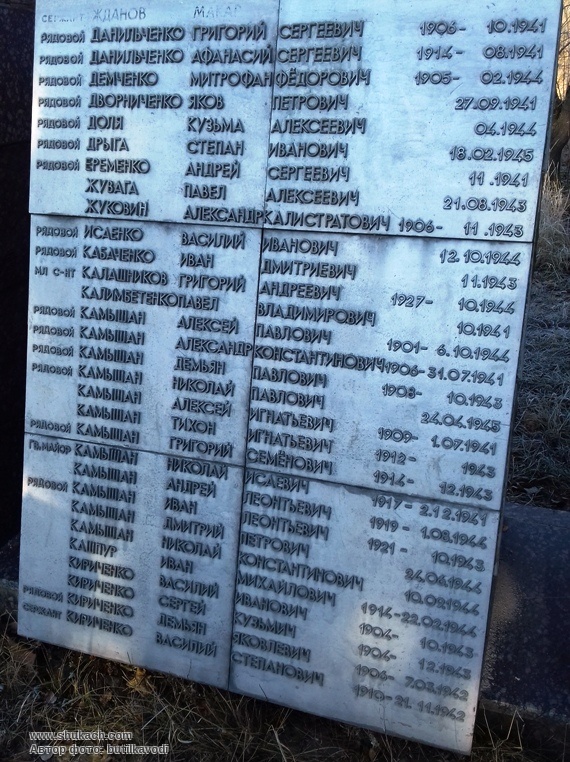 СЕРЖАНТ ЖДАНОВ МАКАР
РЯДОВОЙ ДАНИЛЬЧЕНКО ГРИГОРИЙ СЕРГЕЕВИЧ 1906- 10.1941
РЯДОВОЙ ДАНИЛЬЧЕНКО АФАНАСИЙ СЕРГЕЕВИЧ 1914- 08.1941
РЯДОВОЙ ДЕМЧЕНКО МИТРОФАН ФЁДОРОВИЧ 1905- 02.1944
РЯДОВОЙ ДВОРНИЧЕНКО ЯКОВ ПЕТРОВИЧ 27.09.1941
РЯДОВОЙ ДОЛЯ КУЗЬМА АЛЕКСЕЕВИЧ 04.1944
РЯДОВОЙ ДРЫГА СТЕПАН ИВАНОВИЧ 18.02.1945
РЯДОВОЙ ЕРЕМЕНКО АНДРЕЙ СЕРГЕЕВИЧ 11.1941
ЖУВАГА ПАВЕЛ АЛЕКСЕЕВИЧ 21.08.1943
ЖУКОВИН АЛЕКСАНДР КАЛИСТРАТОВИЧ 1906- 11.1943
РЯДОВОЙ ИСАЕНКО ВАСИЛИЙ ИВАНОВИЧ 12.10.1944
РЯДОВОЙ КАБАЧЕНКО ИВАН ДМИТРИЕВИЧ 11.1943
МЛ С-НТ КАЛАШНИКОВ ГРИГОРИЙ АНДРЕЕВИЧ 1927- 10.1944
КАЛИМБЕТЕНКО ПАВЕЛ ВЛАДИМИРОВИЧ 10.1941
РЯДОВОЙ КАМЫШАН АЛЕКСЕЙ ПАВЛОВИЧ 1901- 6.10.1944
РЯДОВОЙ КАМЫШАН АЛЕКСАНДР КОНСТАНТИНОВИЧ 1906-31.07.1941
РЯДОВОЙ КАМЫШАН ДЕМЬЯН ПАВЛОВИЧ 1908- 10.1943
РЯДОВОЙ КАМЫШАН НИКОЛАЙ ПАВЛОВИЧ 24.04.1945
КАМЫШАН АЛЕКСЕЙ ИГНАТЬЕВИЧ 1909- 1.07.1941
КАМЫШАН ТИХОН ИГНАТЬЕВИЧ 1912- 1943
РЯДОВОЙ КАМЫШАН ГРИГОРИЙ СЕМЁНОВИЧ 1914- 12.1943
ГВ.МАЙОР КАМЫШАН НИКОЛАЙ ИСАЕВИЧ 1917- 2.12.1941
КАМЫШАН АНДРЕЙ ЛЕОНТЬЕВИЧ 1919- 1.08.1944
РЯДОВОЙ КАМЫШАН ИВАН ЛЕОНТЬЕВИЧ 1921- 10.1943
КАМЫШАН ДМИТРИЙ ПЕТРОВИЧ 24.06.1944
КАМЫШАН НИКОЛАЙ КОНСТАНТИНОВИЧ 10.09.1944
КАШПУР ИВАН МИХАЙЛОВИЧ 1914-22.02.1944
КИРИЧЕНКО ВАСИЛИЙ ИВАНОВИЧ 1904- 10.1943
КИРИЧЕНКО СЕРГЕЙ КУЗЬМИЧ 1904- 12.1943
РЯДОВОЙ КИРИЧЕНКО ДЕМЬЯН ЯКОВЛЕВИЧ 1906- 7.03.1942
СЕРЖАНТ КИРИЧЕНКО ВАСИЛИЙ СТЕПАНОВИЧ 1910-21.11.1942
www.shukach.com
Автор фото- butilkavodi